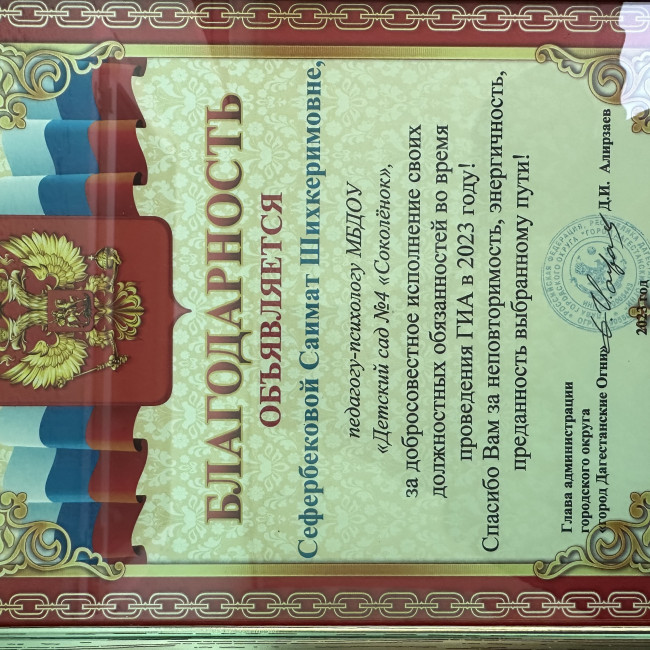 БЛАГОДАРНОСТЬ
ОБЪЯВЛЯЕТСЯ
Сефербековой Саимат Шихкеримовне,
педагогу-психологу МБДОУ
«Детский сад №4 «Соколёнок»,
за добросовестное исполнение своих
должностных обязанностей во время
проведения ГИА в 2023 году!
Спасибо Вам за неповторимость, энергичность,
преданность выбранному пути!
Глава администрации
городского округа
«город Дагестанские Огни»
Д.И. Алирзаев
2023 год